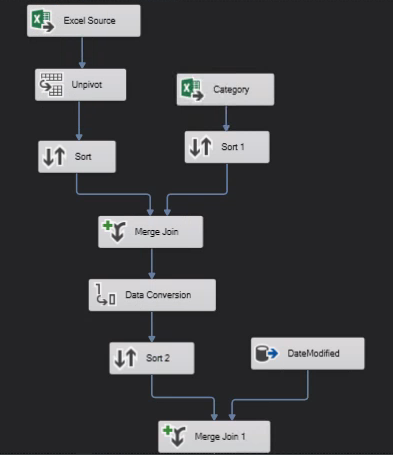 Excel Source
Unpivot
Category
Sort
Sort 1
Merge Join
Data Conversion
Sort 2
DateModified
Merge Join 1